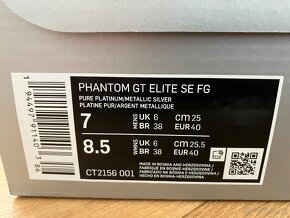 PHANTOM GT ELITE SE FG
PURE PLATINUM/METALLIC SILVER
PLATINE PUR/ARGENT METALLIQUE
7 MENS UK 6 BR 38 cm 25 EUR 40
8.5 WMNS UK 6 BR 38 cm 25.5 EUR 40
CT2156 001
MADE IN BOSNIA AND HERZEGOVINA